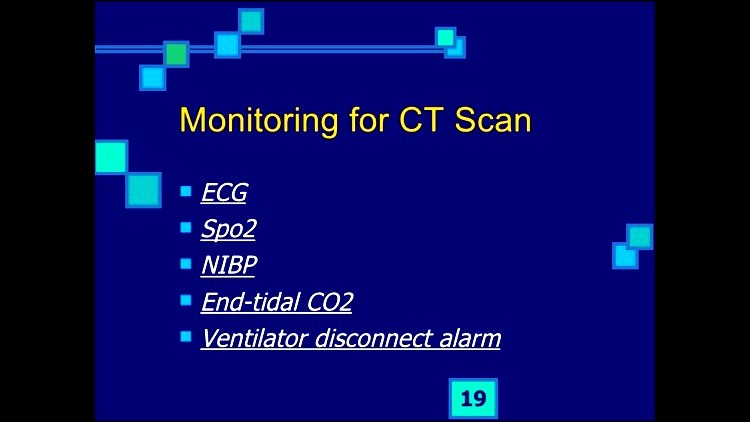 Monitoring for CT Scan
ECG
Spo2
NIBP
End-tidal CO2
Ventilator disconnect alarm
19